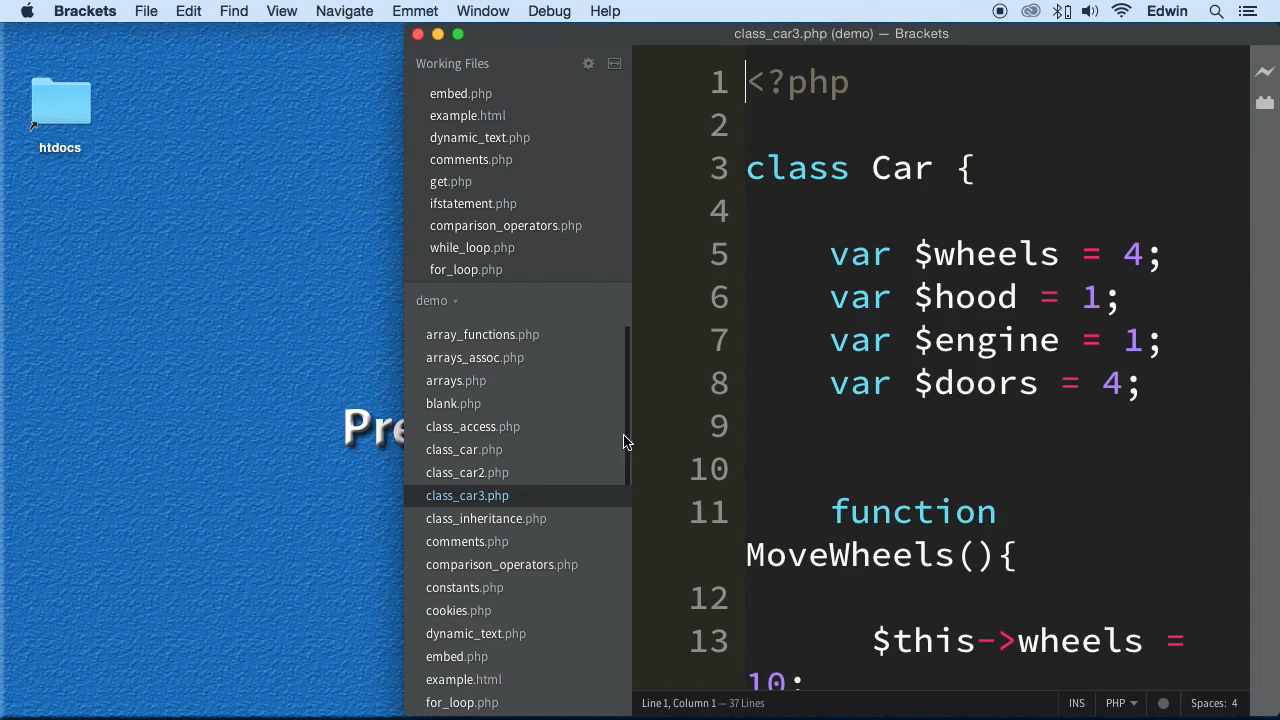 Brackets File Edit Find View Navigate Emmet Window Debug Help Edwin
class_car3.php (demo) — Brackets
htdocs
Pre
Working Files
embed.php
example.html
dynamic_text.php
comments.php
get.php
ifstatement.php
comparison_operators.php
while_loop.php
for_loop.php
demo
array_functions.php
arrays_assoc.php
arrays.php
blank.php
class_access.php
class_car.php
class_car2.php
class_car3.php
class_inheritance.php
comments.php
comparison_operators.php
constants.php
cookies.php
dynamic_text.php
embed.php
example.html
for_loop.php
1 <?php
2
3 class Car {
4
5 var $wheels = 4;
6 var $hood = 1;
7 var $engine = 1;
8 var $doors = 4;
9
10
11 function
MoveWheels(){
12
13 $this->wheels =
10;
Line 1, Column 1 — 37 Lines INS PHP Spaces: 4